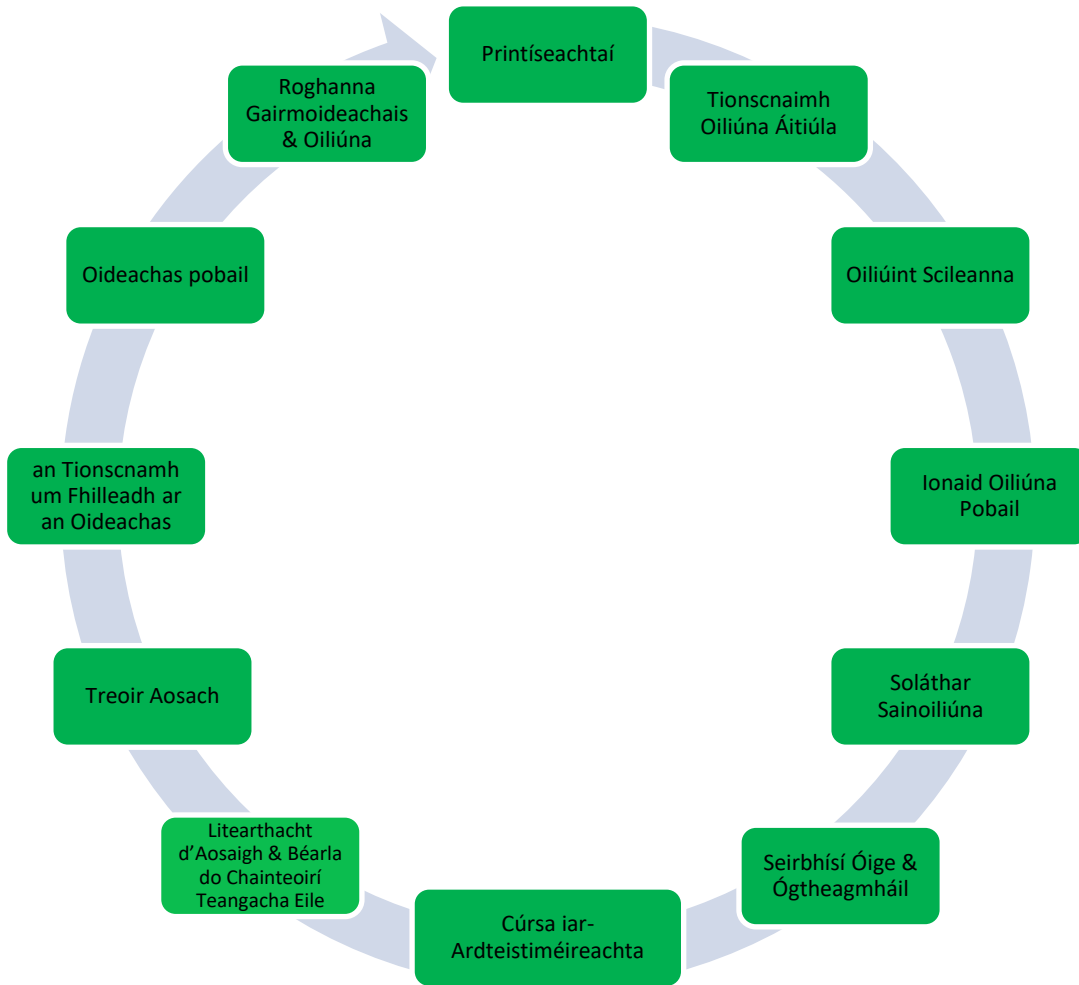 Printíseachtaí
Tionscnaimh
Oiliúna Áitiúla
Oiliúint Scileanna
Ionaid Oiliúna
Pobail
Soláthar
Sainoiliúna
Seirbhísí Óige &
Ógtheagmháil
Cúrsa iar-
Ardteistiméireachta
Litearthacht
d’Aosaigh & Béarla
do Chainteoirí
Teangacha Eile
Treoir Aosach
an Tionscnamh
um Fhilleadh ar
an Oideachas
Oideachas pobail
Roghanna
Gairmoideachais
& Oiliúna